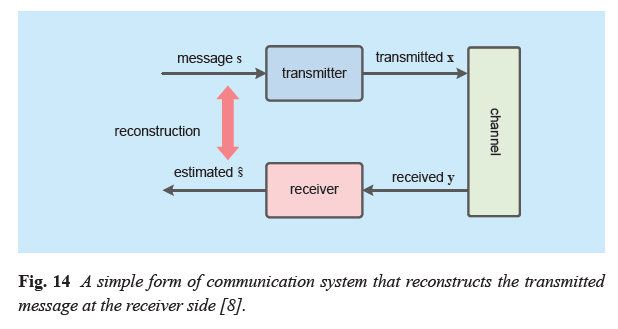 message s
transmitter
transmitted x
channel
reconstruction
estimated ŝ
receiver
received y
Fig. 14 A simple form of communication system that reconstructs the transmitted
message at the receiver side [8].